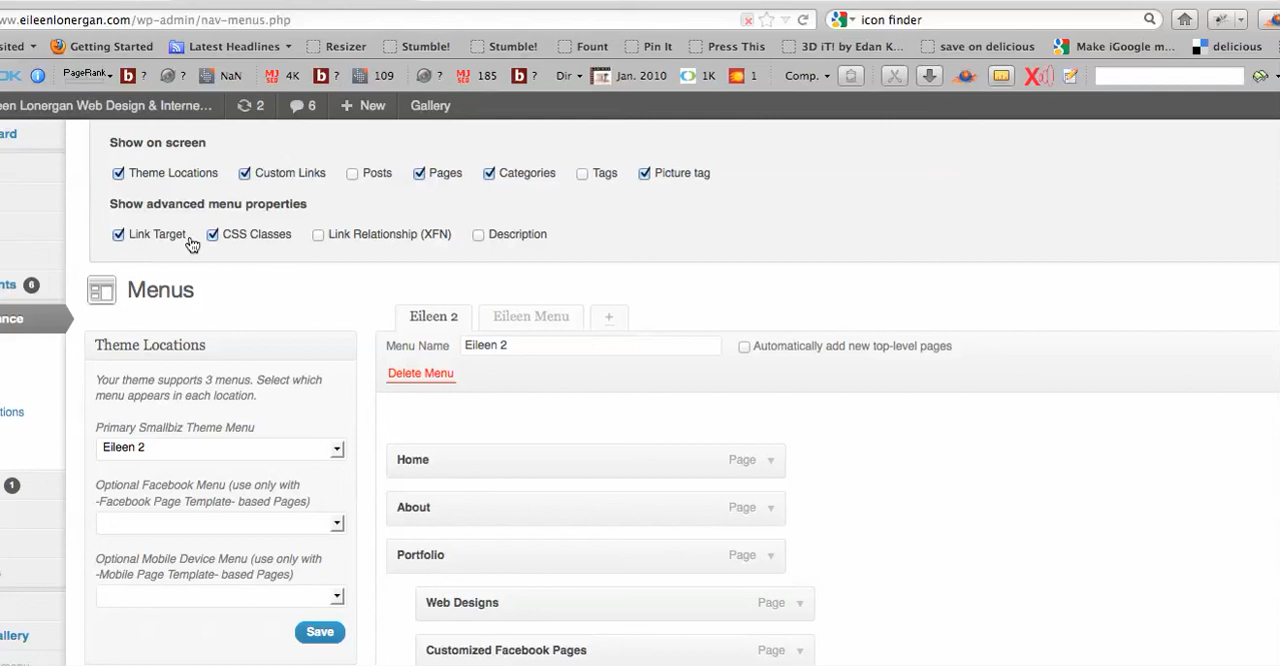 ww.eileenlonergan.com/wp-admin/nav-menus.php icon finder
sited Getting Started Latest Headlines Resizer Stumble! Stumble! Fount Pin It Press This 3D iT! by Edan K... save on delicious Make iGoogle m... delicious
PageRank ? ? NaN 4K ? 109 ? 185 ? Dir Jan. 2010 1K 1 Comp.
een Lonergan Web Design & Interne... 2 6 + New Gallery
ard
Show on screen
Theme Locations Custom Links Posts Pages Categories Tags Picture tag
Show advanced menu properties
Link Target CSS Classes Link Relationship (XFN) Description
nts 6
Menus
ance
Eileen 2 Eileen Menu +
Theme Locations
Menu Name Eileen 2 Automatically add new top-level pages
Delete Menu
Your theme supports 3 menus. Select which
menu appears in each location.
tions
Primary Smallbiz Theme Menu
Eileen 2
Home Page
1
Optional Facebook Menu (use only with
-Facebook Page Template- based Pages)
About Page
Optional Mobile Device Menu (use only with
-Mobile Page Template- based Pages)
Portfolio Page
Web Designs Page
Save
allery
Customized Facebook Pages Page